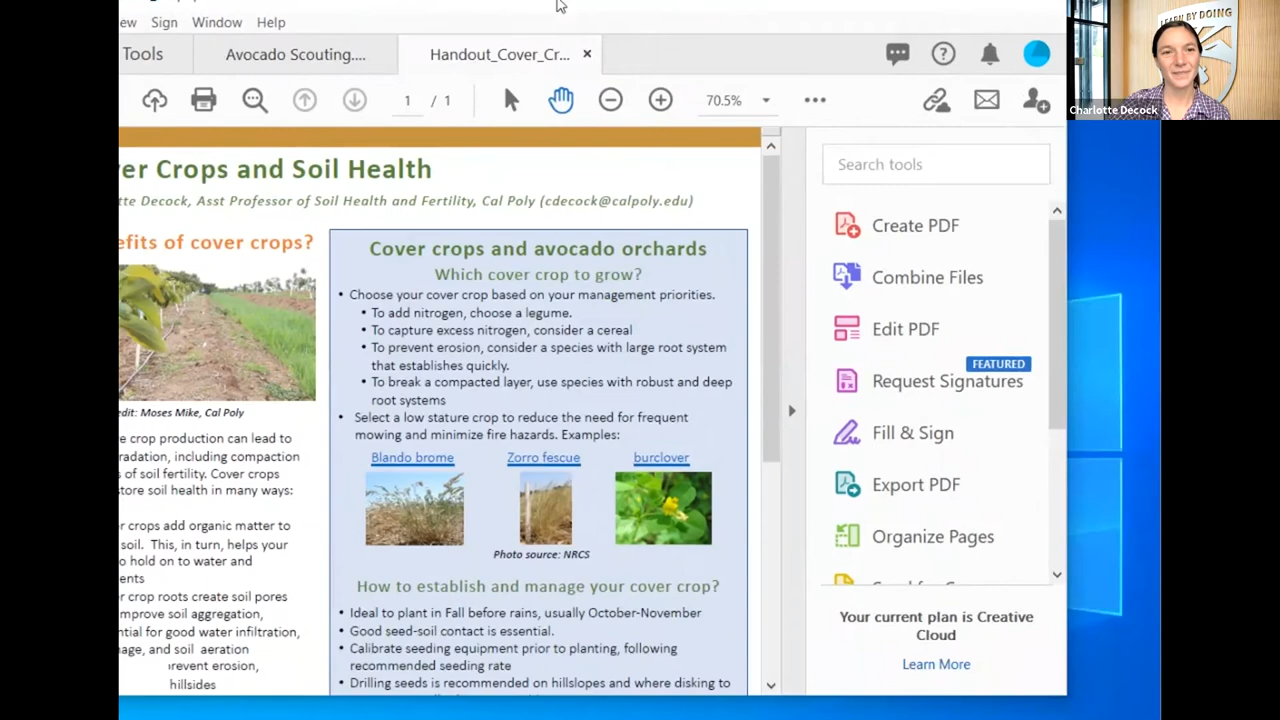 ew Sign Window Help
Tools Avocado Scouting.... Handout_Cover_Cr... ×
1 / 1 70.5%
LEARN BY DOING
Charlotte Decock
er Crops and Soil Health
tte Decock, Asst Professor of Soil Health and Fertility, Cal Poly (cdecock@calpoly.edu)
efits of cover crops?
edit: Moses Mike, Cal Poly
e crop production can lead to
radation, including compaction
s of soil fertility. Cover crops
store soil health in many ways:
r crops add organic matter to
soil. This, in turn, helps your
o hold on to water and
ents
r crop roots create soil pores
mprove soil aggregation,
ntial for good water infiltration,
nage, and soil aeration
revent erosion,
hillsides
Cover crops and avocado orchards
Which cover crop to grow?
• Choose your cover crop based on your management priorities.
• To add nitrogen, choose a legume.
• To capture excess nitrogen, consider a cereal
• To prevent erosion, consider a species with large root system
that establishes quickly.
• To break a compacted layer, use species with robust and deep
root systems
• Select a low stature crop to reduce the need for frequent
mowing and minimize fire hazards. Examples:
Blando brome Zorro fescue burclover
Photo source: NRCS
How to establish and manage your cover crop?
• Ideal to plant in Fall before rains, usually October-November
• Good seed-soil contact is essential.
• Calibrate seeding equipment prior to planting, following
recommended seeding rate
• Drilling seeds is recommended on hillslopes and where disking to
Search tools
Create PDF
Combine Files
Edit PDF
FEATURED
Request Signatures
Fill & Sign
Export PDF
Organize Pages
Your current plan is Creative
Cloud
Learn More